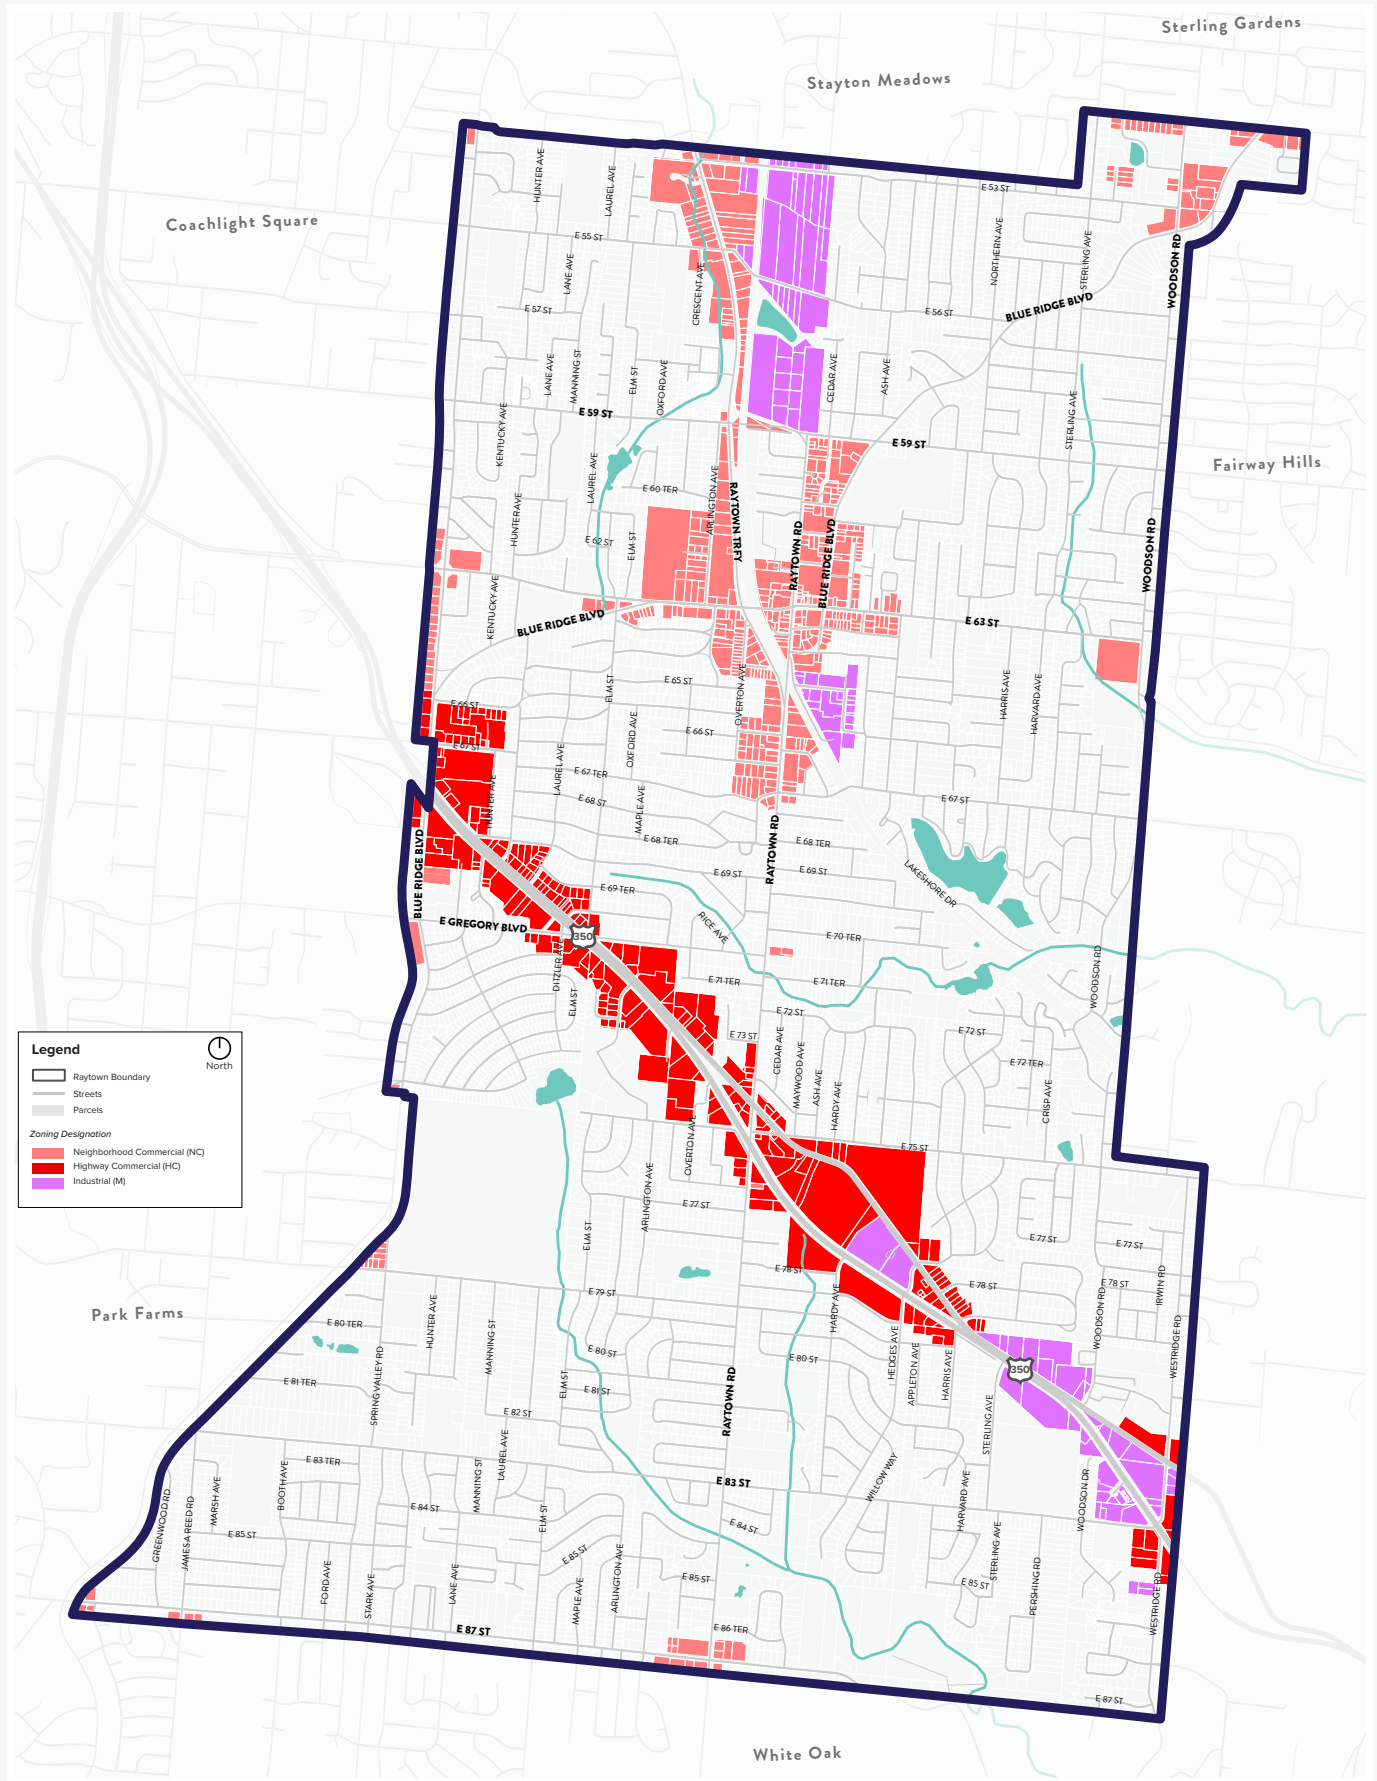 Sterling Gardens
Stayton Meadows
Coachlight Square
HUNTER AVE
LAUREL AVE
E 53 ST
NORTHERN AVE
STERLING AVE
WOODSON RD
E 55 ST
LANE AVE
CRESCENT AVE
E 57 ST
E 56 ST
BLUE RIDGE BLVD
LANE AVE
MANNING ST
ELM ST
OXFORD AVE
CEDAR AVE
ASH AVE
E 59 ST
E 59 ST
KENTUCKY AVE
STERLING AVE
Fairway Hills
LAUREL AVE
E 60 TER
ARLINGTON AVE
RAYTOWN TRFY
HUNTER AVE
E 62 ST
ELM ST
RAYTOWN RD
BLUE RIDGE BLVD
WOODSON RD
KENTUCKY AVE
BLUE RIDGE BLVD
E 63 ST
E 65 ST
ELM ST
OVERTON AVE
HARRIS AVE
HARVARD AVE
E 66 ST
E 66 ST
OXFORD AVE
E 67 ST
LAUREL AVE
E 67 TER
HUNTER AVE
E 68 ST
MAPLE AVE
E 67 ST
E 68 TER
E 68 TER
RAYTOWN RD
BLUE RIDGE BLVD
E 69 ST
E 69 ST
LAKESHORE DR
E 69 TER
E GREGORY BLVD
350
RICE AVE
E 70 TER
DITZLER AVE
ELM ST
E 71 TER
E 71 TER
WOODSON RD
E 72 ST
E 72 ST
E 73 ST
CEDAR AVE
MAYWOOD AVE
ASH AVE
HARDY AVE
E 72 TER
CRISP AVE
Legend
North
Raytown Boundary
Streets
Parcels
Zoning Designation
Neighborhood Commercial (NC)
Highway Commercial (HC)
Industrial (M)
OVERTON AVE
E 75 ST
ARLINGTON AVE
E 77 ST
ELM ST
E 77 ST
E 77 ST
E 78 ST
E 78 ST
E 78 ST
IRWIN RD
E 79 ST
HARDY AVE
Park Farms
E 80 TER
HUNTER AVE
MANNING ST
WOODSON RD
WESTRIDGE RD
E 80 ST
E 80 ST
HEDGES AVE
APPLETON AVE
HARRIS AVE
350
SPRING VALLEY RD
E 81 TER
ELM ST
E 81 ST
RAYTOWN RD
E 82 ST
STERLING AVE
E 83 TER
LAUREL AVE
MANNING ST
E 83 ST
WILLOW WAY
HARVARD AVE
WOODSON DR
GREENWOOD RD
JAMES A REED RD
MARSH AVE
BOOTH AVE
E 84 ST
ELM ST
E 84 ST
E 85 ST
E 85 ST
STERLING AVE
E 85 ST
E 85 ST
FORD AVE
STARK AVE
LANE AVE
MAPLE AVE
ARLINGTON AVE
PERSHING RD
WESTRIDGE RD
E 87 ST
E 86 TER
E 87 ST
White Oak